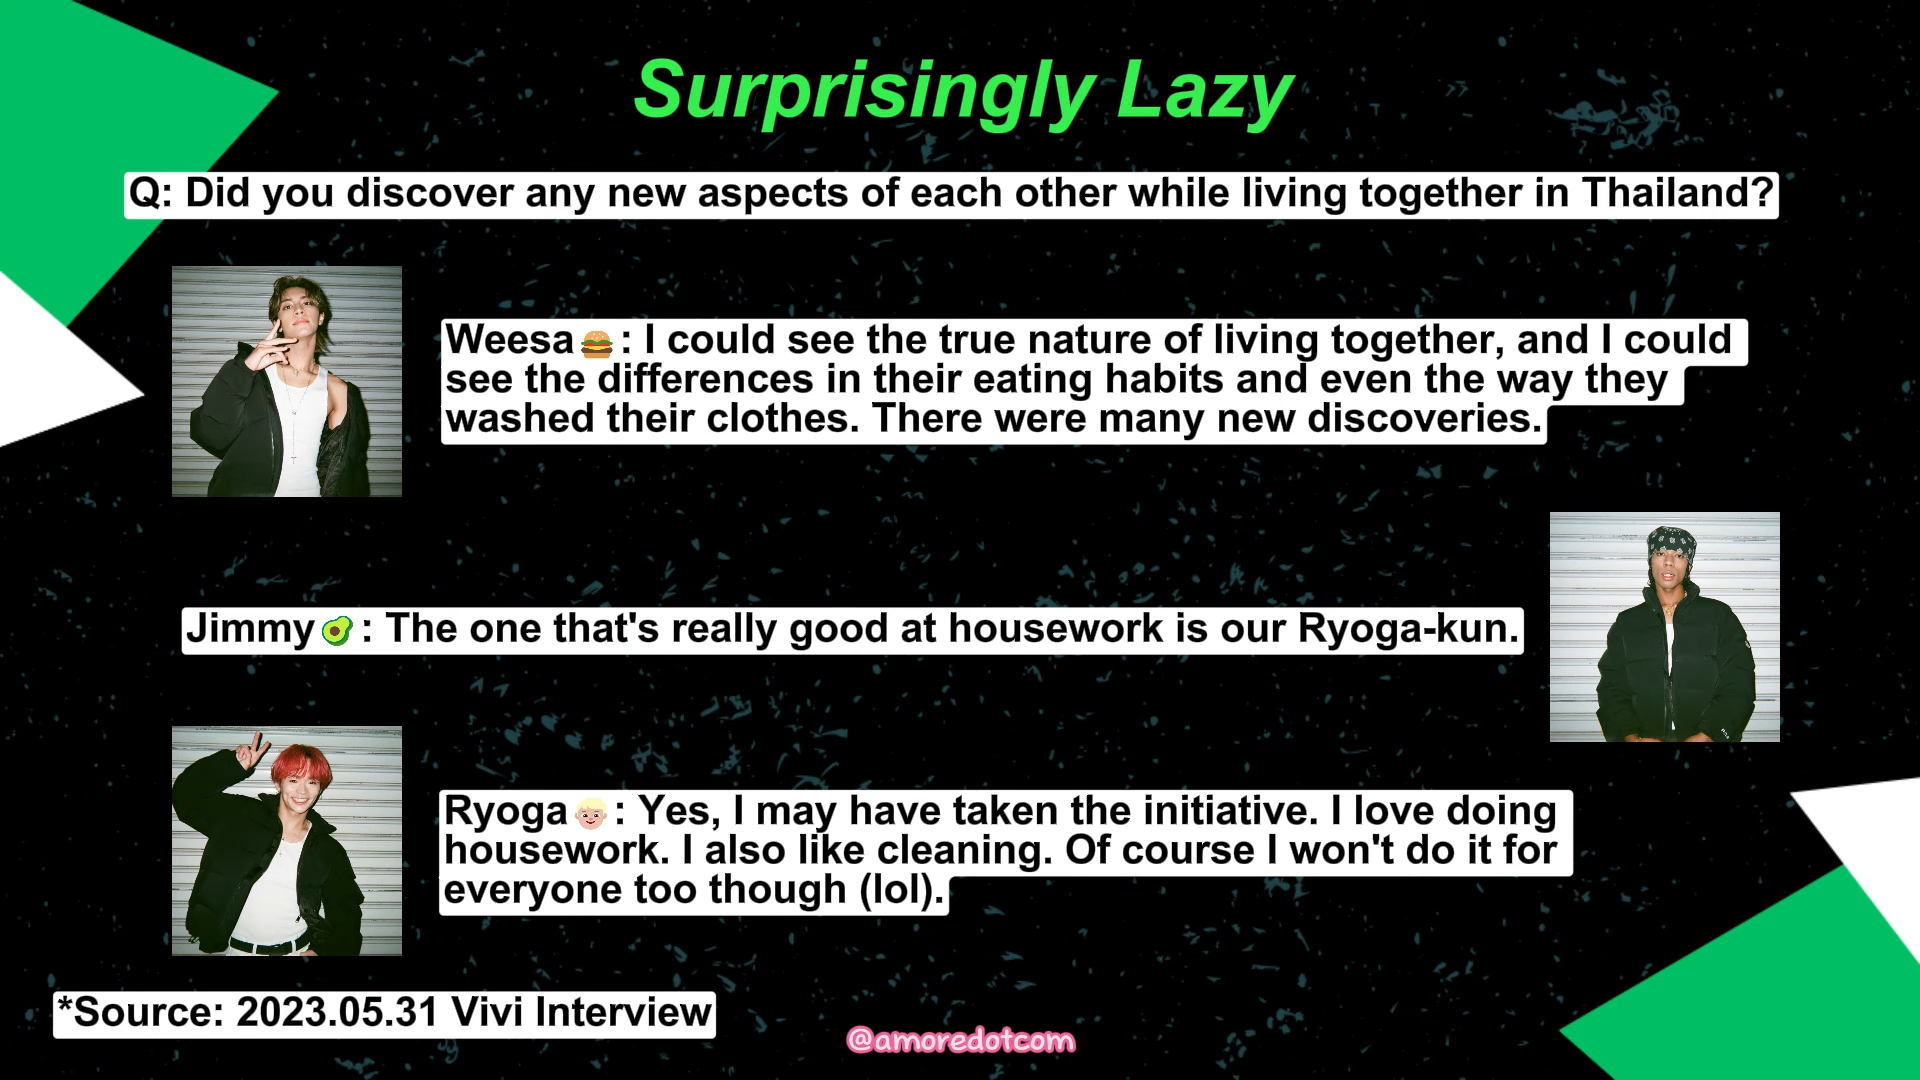 Surprisingly Lazy
Q: Did you discover any new aspects of each other while living together in Thailand?
Weesa🍔: I could see the true nature of living together, and I could
see the differences in their eating habits and even the way they
washed their clothes. There were many new discoveries.
Jimmy🥑: The one that's really good at housework is our Ryoga-kun.
Ryoga👦🏼: Yes, I may have taken the initiative. I love doing
housework. I also like cleaning. Of course I won't do it for
everyone too though (lol).
*Source: 2023.05.31 Vivi Interview
@amoredotcom